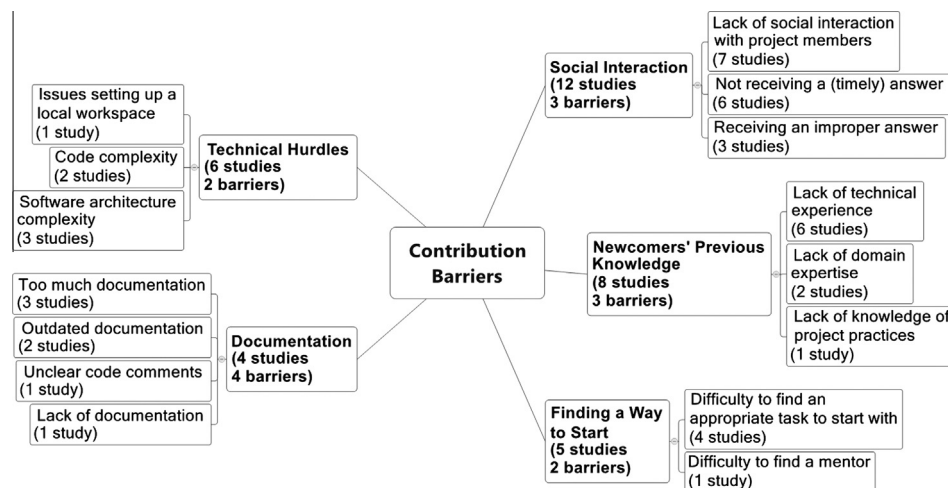 Contribution
Barriers
Social Interaction
(12 studies
3 barriers)
Lack of social interaction
with project members
(7 studies)
Not receiving a (timely) answer
(6 studies)
Receiving an improper answer
(3 studies)
Newcomers' Previous
Knowledge
(8 studies
3 barriers)
Lack of technical
experience
(6 studies)
Lack of domain
expertise
(2 studies)
Lack of knowledge of
project practices
(1 study)
Finding a Way
to Start
(5 studies
2 barriers)
Difficulty to find an
appropriate task to start with
(4 studies)
Difficulty to find a mentor
(1 study)
Technical Hurdles
(6 studies
2 barriers)
Issues setting up a
local workspace
(1 study)
Code complexity
(2 studies)
Software architecture
complexity
(3 studies)
Documentation
(4 studies
4 barriers)
Too much documentation
(3 studies)
Outdated documentation
(2 studies)
Unclear code comments
(1 study)
Lack of documentation
(1 study)